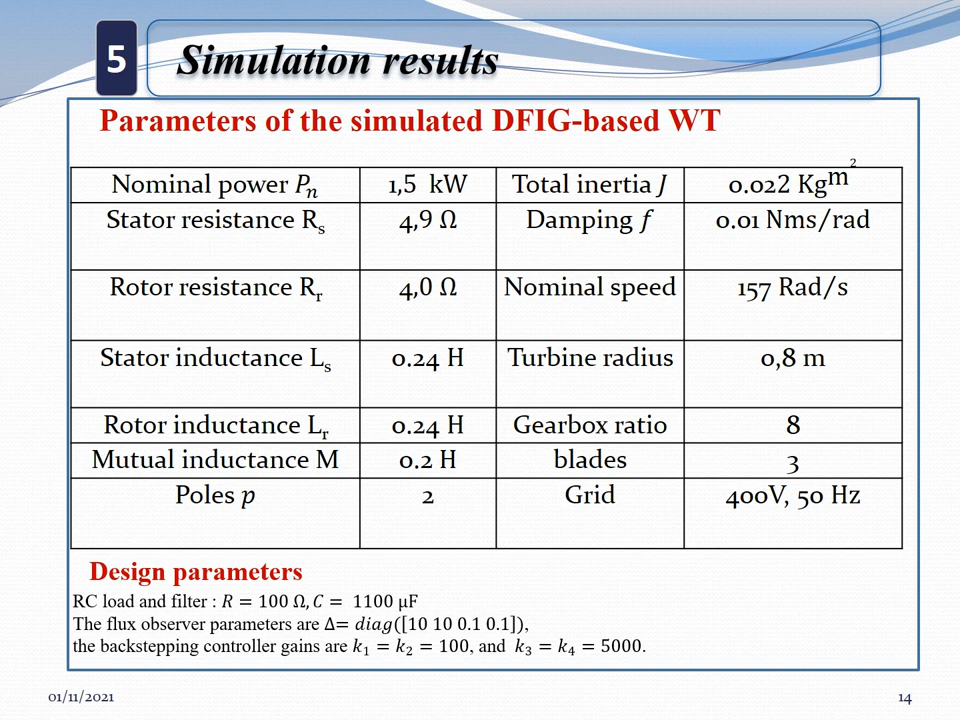 5
Simulation results
Parameters of the simulated DFIG-based WT
Nominal power Pₙ 1,5 kW Total inertia J 0.022 Kgm²
Stator resistance Rₛ 4,9 Ω Damping f 0.01 Nms/rad
Rotor resistance Rᵣ 4,0 Ω Nominal speed 157 Rad/s
Stator inductance Lₛ 0.24 H Turbine radius 0,8 m
Rotor inductance Lᵣ 0.24 H Gearbox ratio 8
Mutual inductance M 0.2 H blades 3
Poles p 2 Grid 400V, 50 Hz
Design parameters
RC load and filter : R = 100 Ω, C = 1100 μF
The flux observer parameters are Δ= diag([10 10 0.1 0.1]),
the backstepping controller gains are k₁ = k₂ = 100, and k₃ = k₄ = 5000.
01/11/2021
14